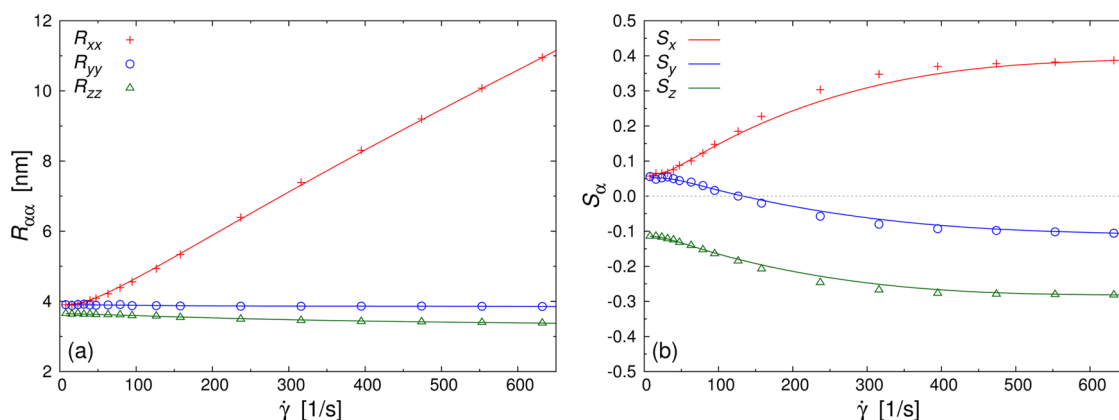 12
10
8
6
4
2
R_αα [nm]
R_xx
R_yy
R_zz
(a)
0 100 200 300 400 500 600
γ̇ [1/s]
0.5
0.4
0.3
0.2
0.1
0.0
-0.1
-0.2
-0.3
-0.4
-0.5
S_α
S_x
S_y
S_z
(b)
0 100 200 300 400 500 600
γ̇ [1/s]